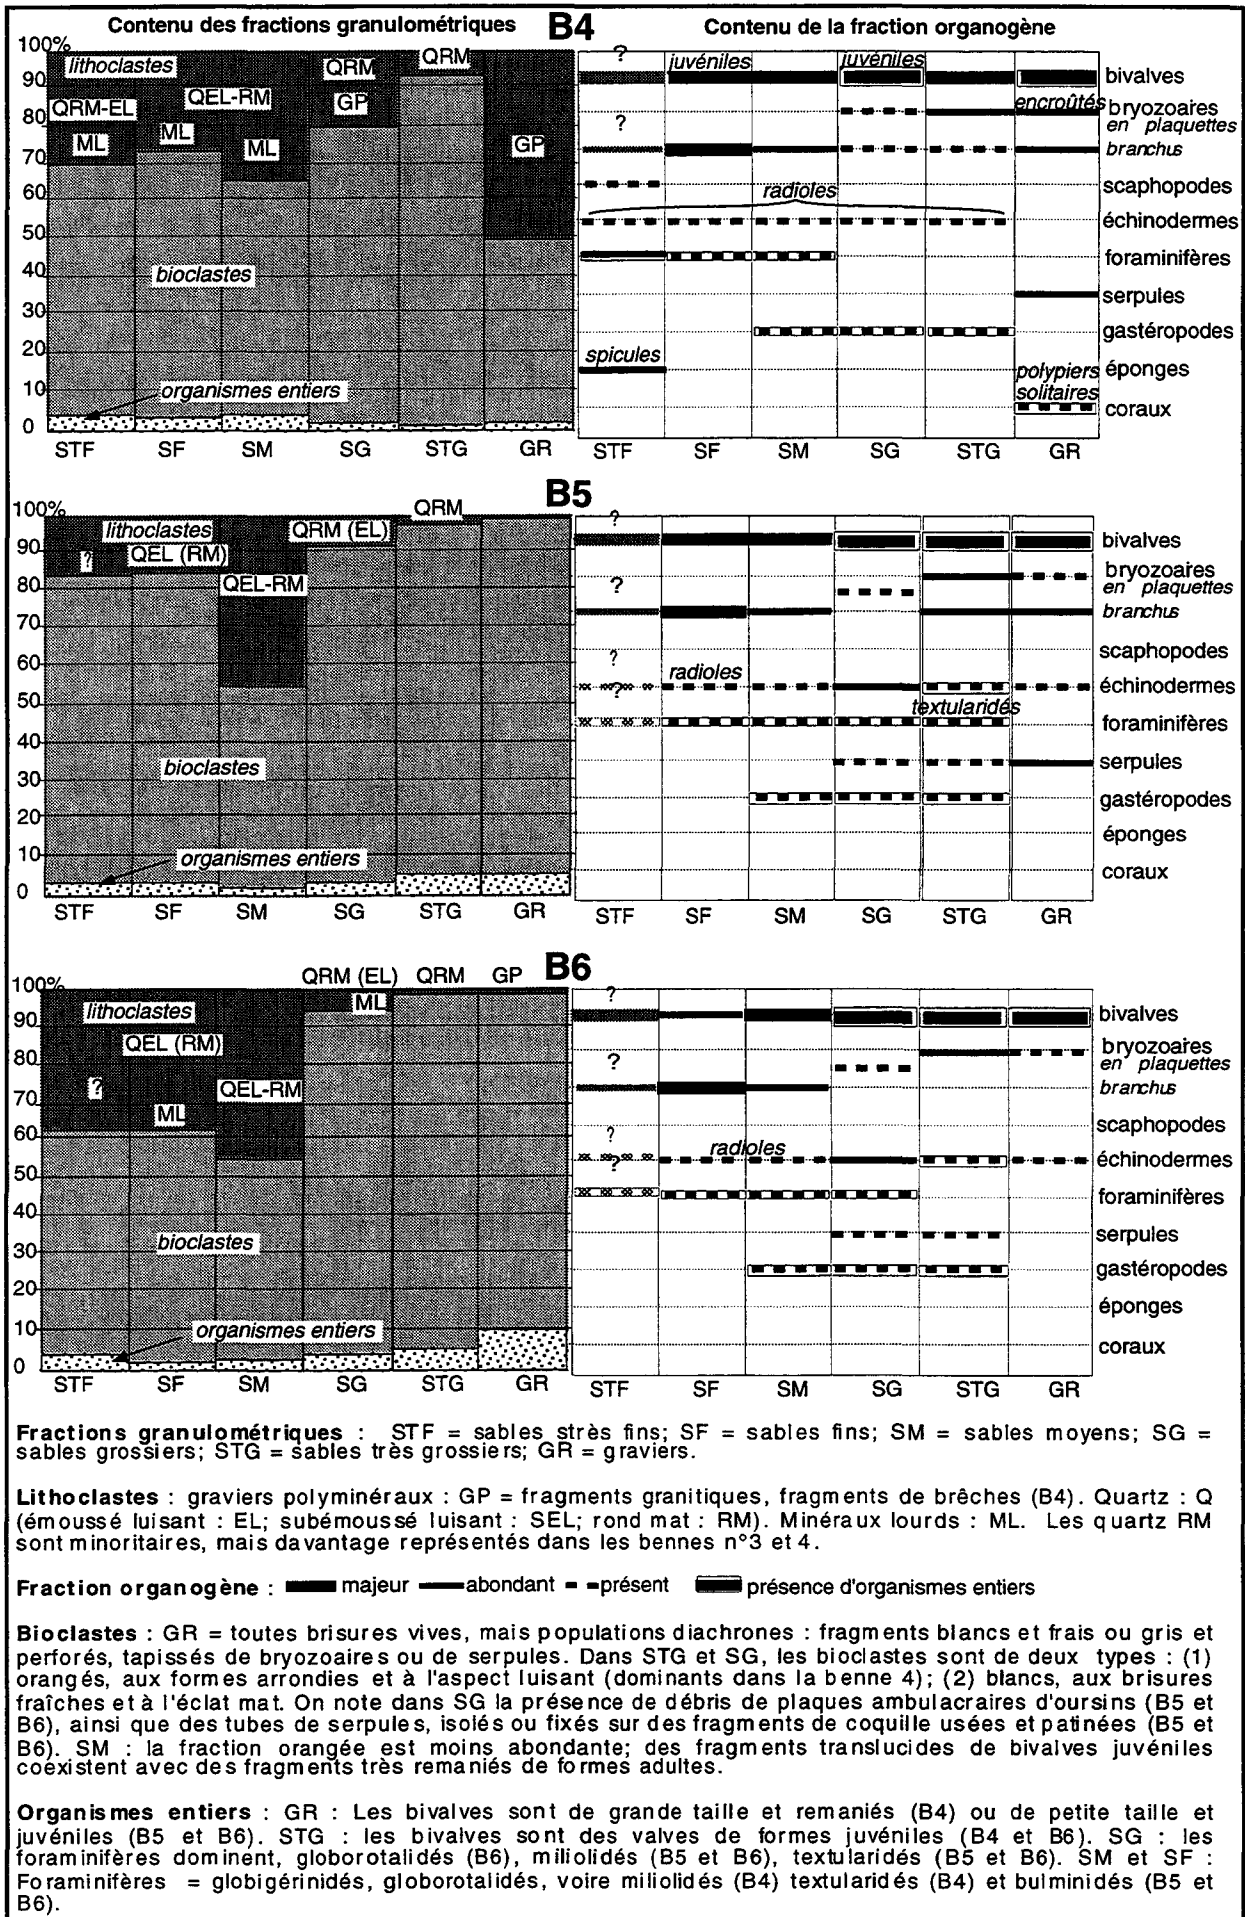 Contenu des fractions granulométriques B4 Contenu de la fraction organogène
100%
90
80
70
60
50
40
30
20
10
0
lithoclastes
QRM-EL
ML
ML
QEL-RM
ML
QRM
GP
QRM
GP
bioclastes
organismes entiers
STF SF SM SG STG GR
?
juvéniles
juvéniles
bivalves
encroûtés
bryozoaires
en plaquettes
?
branchus
scaphopodes
radioles
échinodermes
foraminifères
serpules
gastéropodes
spicules
éponges
polypiers
solitaires
coraux
STF SF SM SG STG GR
B5
100%
90
80
70
60
50
40
30
20
10
0
lithoclastes
?
QEL (RM)
QEL-RM
QRM (EL)
QRM
bioclastes
organismes entiers
STF SF SM SG STG GR
?
bivalves
bryozoaires
en plaquettes
?
branchus
?
scaphopodes
radioles
?
échinodermes
textularidés
foraminifères
serpules
gastéropodes
éponges
coraux
STF SF SM SG STG GR
B6
100%
90
80
70
60
50
40
30
20
10
0
QRM (EL) QRM GP
lithoclastes
ML
QEL (RM)
?
QEL-RM
ML
bioclastes
organismes entiers
STF SF SM SG STG GR
?
bivalves
bryozoaires
en plaquettes
?
branchus
?
scaphopodes
radioles
?
échinodermes
foraminifères
serpules
gastéropodes
éponges
coraux
STF SF SM SG STG GR
Fractions granulométriques : STF = sables strès fins; SF = sables fins; SM = sables moyens; SG =
sables grossiers; STG = sables très grossiers; GR = graviers.
Lithoclastes : graviers polyminéraux : GP = fragments granitiques, fragments de brêches (B4). Quartz : Q
(émoussé luisant : EL; subémoussé luisant : SEL; rond mat : RM). Minéraux lourds : ML. Les quartz RM
sont minoritaires, mais davantage représentés dans les bennes n°3 et 4.
Fraction organogène : majeur abondant présent présence d'organismes entiers
Bioclastes : GR = toutes brisures vives, mais populations diachrones : fragments blancs et frais ou gris et
perforés, tapissés de bryozoaires ou de serpules. Dans STG et SG, les bioclastes sont de deux types : (1)
orangés, aux formes arrondies et à l'aspect luisant (dominants dans la benne 4); (2) blancs, aux brisures
fraîches et à l'éclat mat. On note dans SG la présence de débris de plaques ambulacraires d'oursins (B5 et
B6), ainsi que des tubes de serpules, isolés ou fixés sur des fragments de coquille usées et patinées (B5 et
B6). SM : la fraction orangée est moins abondante; des fragments translucides de bivalves juvéniles
coexistent avec des fragments très remaniés de formes adultes.
Organismes entiers : GR : Les bivalves sont de grande taille et remaniés (B4) ou de petite taille et
juvéniles (B5 et B6). STG : les bivalves sont des valves de formes juvéniles (B4 et B6). SG : les
foraminifères dominent, globorotalidés (B6), miliolidés (B5 et B6), textularidés (B5 et B6). SM et SF :
Foraminifères = globigérinidés, globorotalidés, voire miliolidés (B4) textularidés (B4) et bulminidés (B5 et
B6).